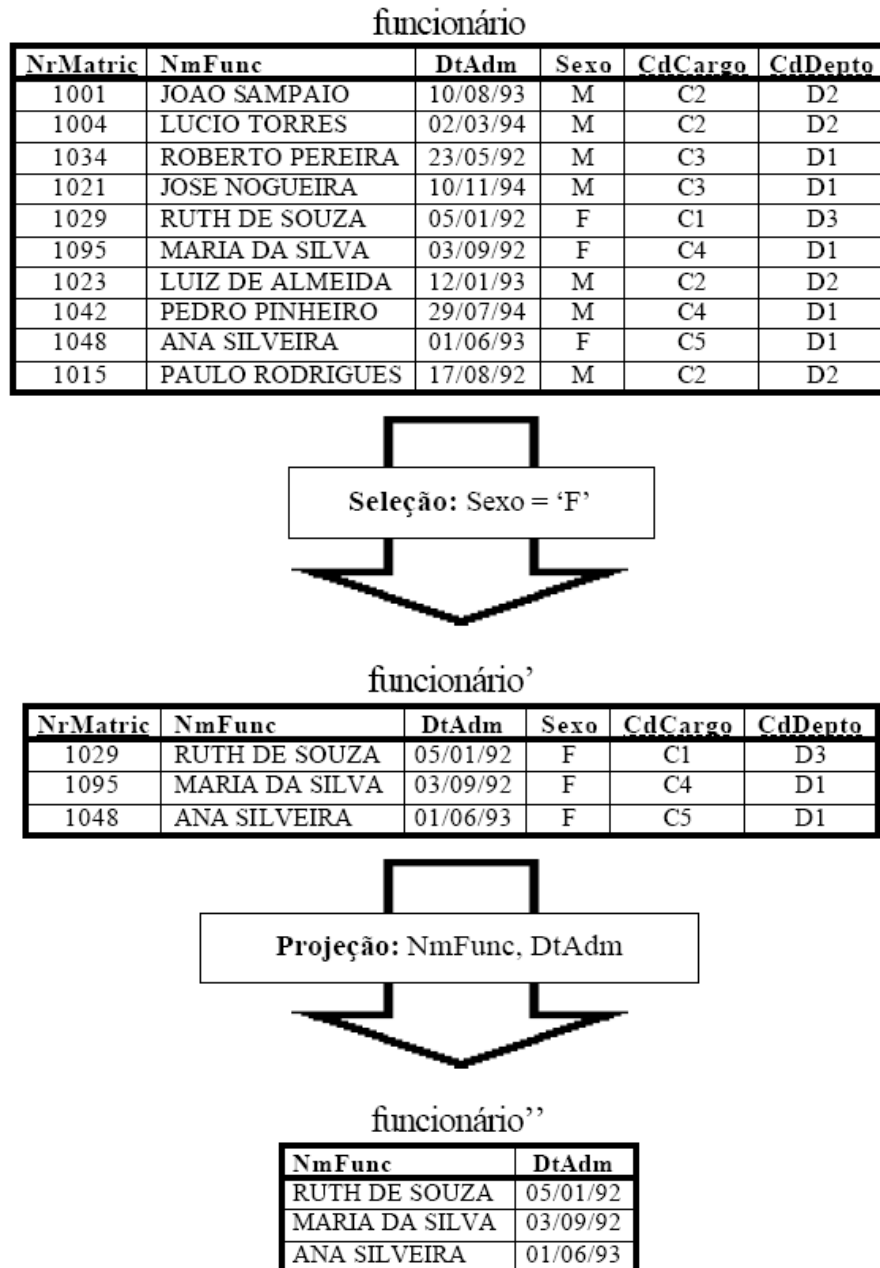 funcionário
NrMatric NmFunc DtAdm Sexo CdCargo CdDepto
1001 JOAO SAMPAIO 10/08/93 M C2 D2
1004 LUCIO TORRES 02/03/94 M C2 D2
1034 ROBERTO PEREIRA 23/05/92 M C3 D1
1021 JOSE NOGUEIRA 10/11/94 M C3 D1
1029 RUTH DE SOUZA 05/01/92 F C1 D3
1095 MARIA DA SILVA 03/09/92 F C4 D1
1023 LUIZ DE ALMEIDA 12/01/93 M C2 D2
1042 PEDRO PINHEIRO 29/07/94 M C4 D1
1048 ANA SILVEIRA 01/06/93 F C5 D1
1015 PAULO RODRIGUES 17/08/92 M C2 D2
Seleção: Sexo = ‘F’
funcionário’
NrMatric NmFunc DtAdm Sexo CdCargo CdDepto
1029 RUTH DE SOUZA 05/01/92 F C1 D3
1095 MARIA DA SILVA 03/09/92 F C4 D1
1048 ANA SILVEIRA 01/06/93 F C5 D1
Projeção: NmFunc, DtAdm
funcionário’’
NmFunc DtAdm
RUTH DE SOUZA 05/01/92
MARIA DA SILVA 03/09/92
ANA SILVEIRA 01/06/93